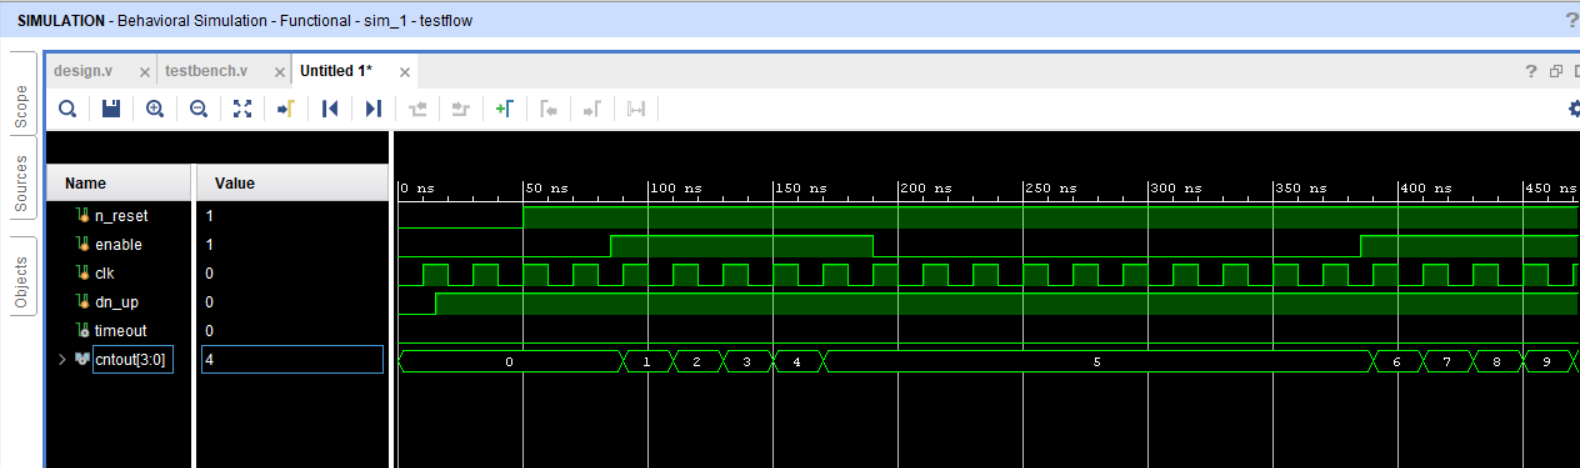 SIMULATION - Behavioral Simulation - Functional - sim_1 - testflow ?
Scope
Sources
Objects
design.v testbench.v Untitled 1* ?
Name Value
n_reset 1
enable 1
clk 0
dn_up 0
timeout 0
cntout[3:0] 4
0 ns 50 ns 100 ns 150 ns 200 ns 250 ns 300 ns 350 ns 400 ns 450 ns
0 1 2 3 4 5 6 7 8 9